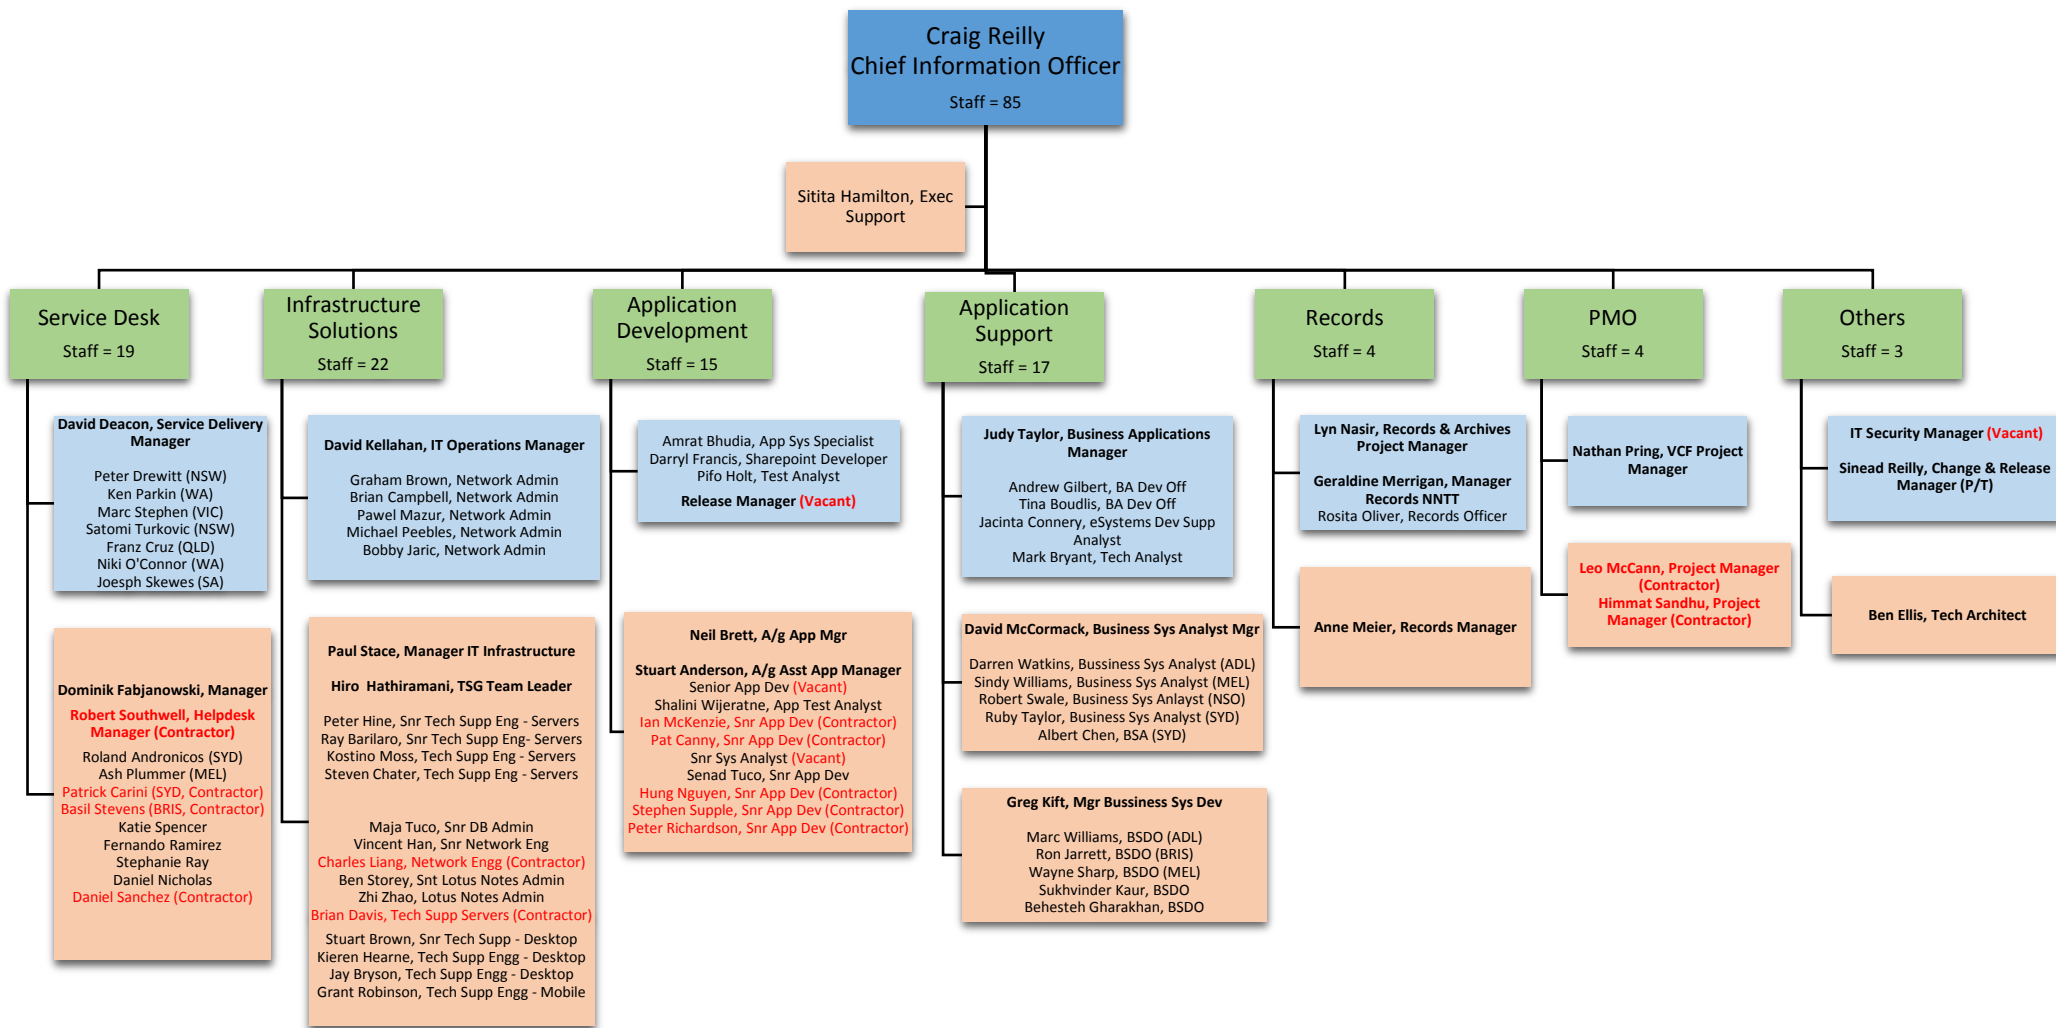 Craig Reilly
Chief Information Officer
Staff = 85
Sitita Hamilton, Exec
Support
Service Desk
Staff = 19
Infrastructure
Solutions
Staff = 22
Application
Development
Staff = 15
Application
Support
Staff = 17
Records
Staff = 4
PMO
Staff = 4
Others
Staff = 3
David Deacon, Service Delivery
Manager
Peter Drewitt (NSW)
Ken Parkin (WA)
Marc Stephen (VIC)
Satomi Turkovic (NSW)
Franz Cruz (QLD)
Niki O'Connor (WA)
Joesph Skewes (SA)
Dominik Fabjanowski, Manager
Robert Southwell, Helpdesk
Manager (Contractor)
Roland Andronicos (SYD)
Ash Plummer (MEL)
Patrick Carini (SYD, Contractor)
Basil Stevens (BRIS, Contractor)
Katie Spencer
Fernando Ramirez
Stephanie Ray
Daniel Nicholas
Daniel Sanchez (Contractor)
David Kellahan, IT Operations Manager
Graham Brown, Network Admin
Brian Campbell, Network Admin
Pawel Mazur, Network Admin
Michael Peebles, Network Admin
Bobby Jaric, Network Admin
Paul Stace, Manager IT Infrastructure
Hiro Hathiramani, TSG Team Leader
Peter Hine, Snr Tech Supp Eng - Servers
Ray Barilaro, Snr Tech Supp Eng- Servers
Kostino Moss, Tech Supp Eng - Servers
Steven Chater, Tech Supp Eng - Servers
Maja Tuco, Snr DB Admin
Vincent Han, Snr Network Eng
Charles Liang, Network Engg (Contractor)
Ben Storey, Snt Lotus Notes Admin
Zhi Zhao, Lotus Notes Admin
Brian Davis, Tech Supp Servers (Contractor)
Stuart Brown, Snr Tech Supp - Desktop
Kieren Hearne, Tech Supp Engg - Desktop
Jay Bryson, Tech Supp Engg - Desktop
Grant Robinson, Tech Supp Engg - Mobile
Amrat Bhudia, App Sys Specialist
Darryl Francis, Sharepoint Developer
Pifo Holt, Test Analyst
Release Manager (Vacant)
Neil Brett, A/g App Mgr
Stuart Anderson, A/g Asst App Manager
Senior App Dev (Vacant)
Shalini Wijeratne, App Test Analyst
Ian McKenzie, Snr App Dev (Contractor)
Pat Canny, Snr App Dev (Contractor)
Snr Sys Analyst (Vacant)
Senad Tuco, Snr App Dev
Hung Nguyen, Snr App Dev (Contractor)
Stephen Supple, Snr App Dev (Contractor)
Peter Richardson, Snr App Dev (Contractor)
Judy Taylor, Business Applications
Manager
Andrew Gilbert, BA Dev Off
Tina Boudlis, BA Dev Off
Jacinta Connery, eSystems Dev Supp
Analyst
Mark Bryant, Tech Analyst
David McCormack, Business Sys Analyst Mgr
Darren Watkins, Bussiness Sys Analyst (ADL)
Sindy Williams, Business Sys Analyst (MEL)
Robert Swale, Business Sys Anlayst (NSO)
Ruby Taylor, Business Sys Analyst (SYD)
Albert Chen, BSA (SYD)
Greg Kift, Mgr Bussiness Sys Dev
Marc Williams, BSDO (ADL)
Ron Jarrett, BSDO (BRIS)
Wayne Sharp, BSDO (MEL)
Sukhvinder Kaur, BSDO
Behesteh Gharakhan, BSDO
Lyn Nasir, Records & Archives
Project Manager
Geraldine Merrigan, Manager
Records NNTT
Rosita Oliver, Records Officer
Anne Meier, Records Manager
Nathan Pring, VCF Project
Manager
Leo McCann, Project Manager
(Contractor)
Himmat Sandhu, Project
Manager (Contractor)
IT Security Manager (Vacant)
Sinead Reilly, Change & Release
Manager (P/T)
Ben Ellis, Tech Architect